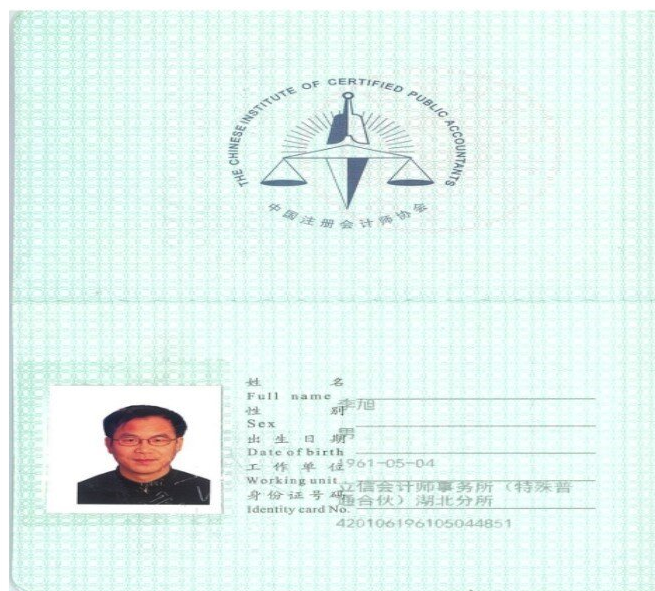 THE CHINESE INSTITUTE OF CERTIFIED PUBLIC ACCOUNTANTS
中国注册会计师协会
姓 名
Full name 李旭
性 别
Sex 男
出 生 日 期
Date of birth 1961-05-04
工 作 单 位
Working unit 立信会计师事务所（特殊普
通合伙）湖北分所
身份证号码
Identity card No. 420106196105044851